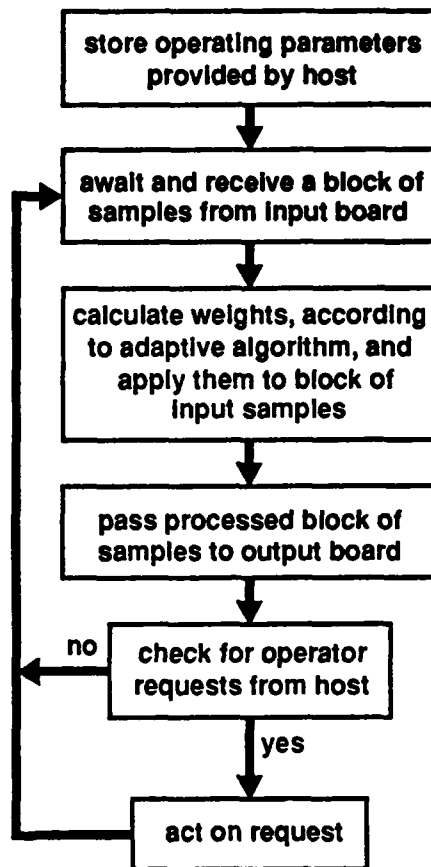 store operating parameters
provided by host
await and receive a block of
samples from input board
calculate weights, according
to adaptive algorithm, and
apply them to block of
input samples
pass processed block of
samples to output board
no
check for operator
requests from host
yes
act on request